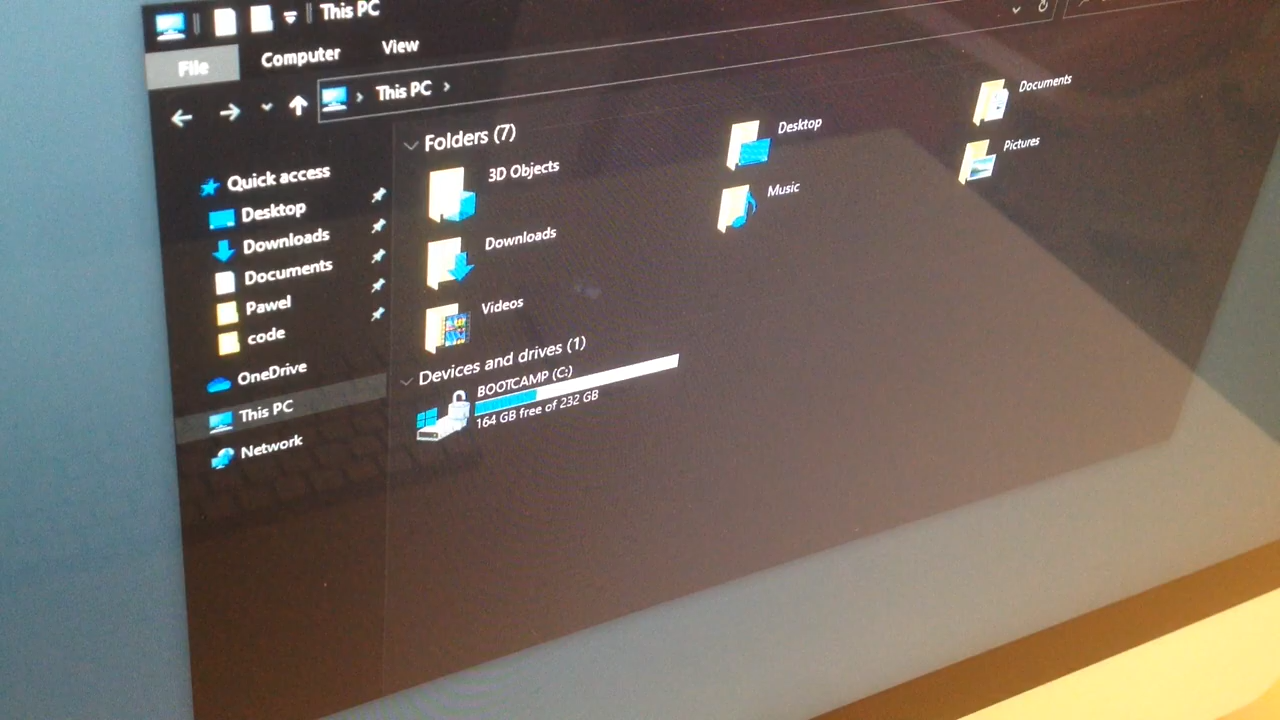 This PC
File Computer View
This PC
Quick access
Desktop
Downloads
Documents
Pawel
code
OneDrive
This PC
Network
Folders (7)
3D Objects
Desktop
Documents
Downloads
Music
Pictures
Videos
Devices and drives (1)
BOOTCAMP (C:)
164 GB free of 232 GB